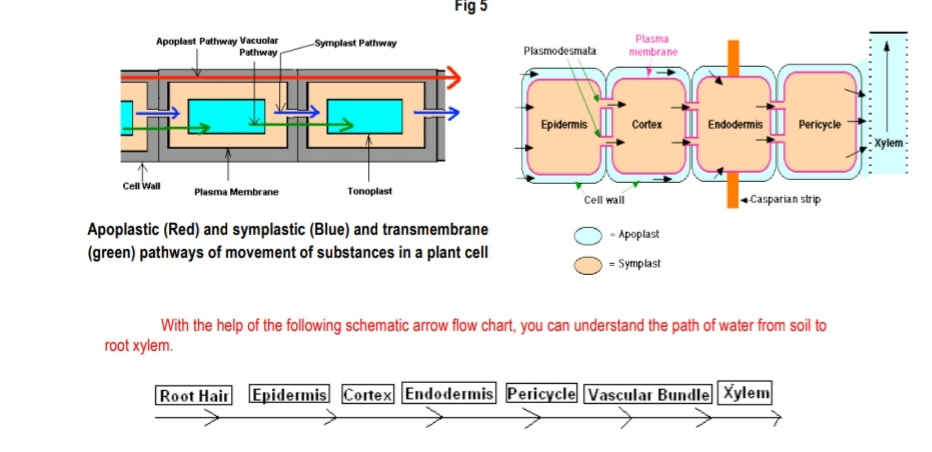 Fig 5
Apoplast Pathway Vacuolar Pathway
Symplast Pathway
Cell Wall
Plasma Membrane
Tonoplast
Plasmodesmata
Plasma
membrane
Epidermis
Cortex
Endodermis
Pericycle
Xylem
Cell wall
Casparian strip
= Apoplast
= Symplast
Apoplastic (Red) and symplastic (Blue) and transmembrane
(green) pathways of movement of substances in a plant cell
With the help of the following schematic arrow flow chart, you can understand the path of water from soil to
root xylem.
Root Hair Epidermis Cortex Endodermis Pericycle Vascular Bundle Xylem